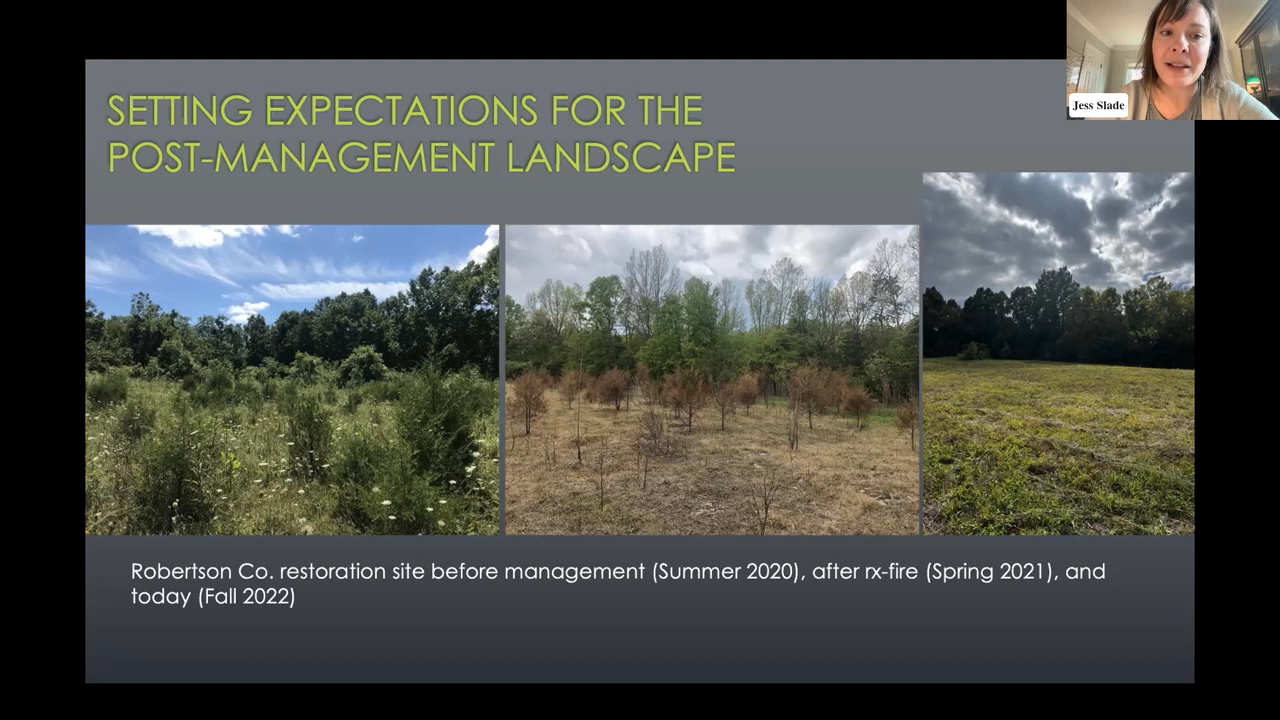 SETTING EXPECTATIONS FOR THE
POST-MANAGEMENT LANDSCAPE
Jess Slade
Robertson Co. restoration site before management (Summer 2020), after rx-fire (Spring 2021), and
today (Fall 2022)